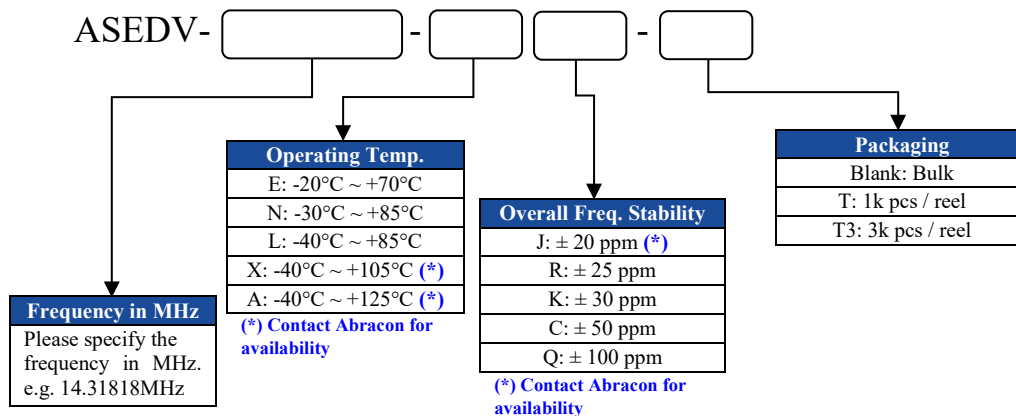 ASEDV- - -
Operating Temp.
E: -20°C ~ +70°C
N: -30°C ~ +85°C
L: -40°C ~ +85°C
X: -40°C ~ +105°C (*)
A: -40°C ~ +125°C (*)
(*) Contact Abracon for
availability
Packaging
Blank: Bulk
T: 1k pcs / reel
T3: 3k pcs / reel
Overall Freq. Stability
J: ± 20 ppm (*)
R: ± 25 ppm
K: ± 30 ppm
C: ± 50 ppm
Q: ± 100 ppm
(*) Contact Abracon for
availability
Frequency in MHz
Please specify the
frequency in MHz.
e.g. 14.31818MHz